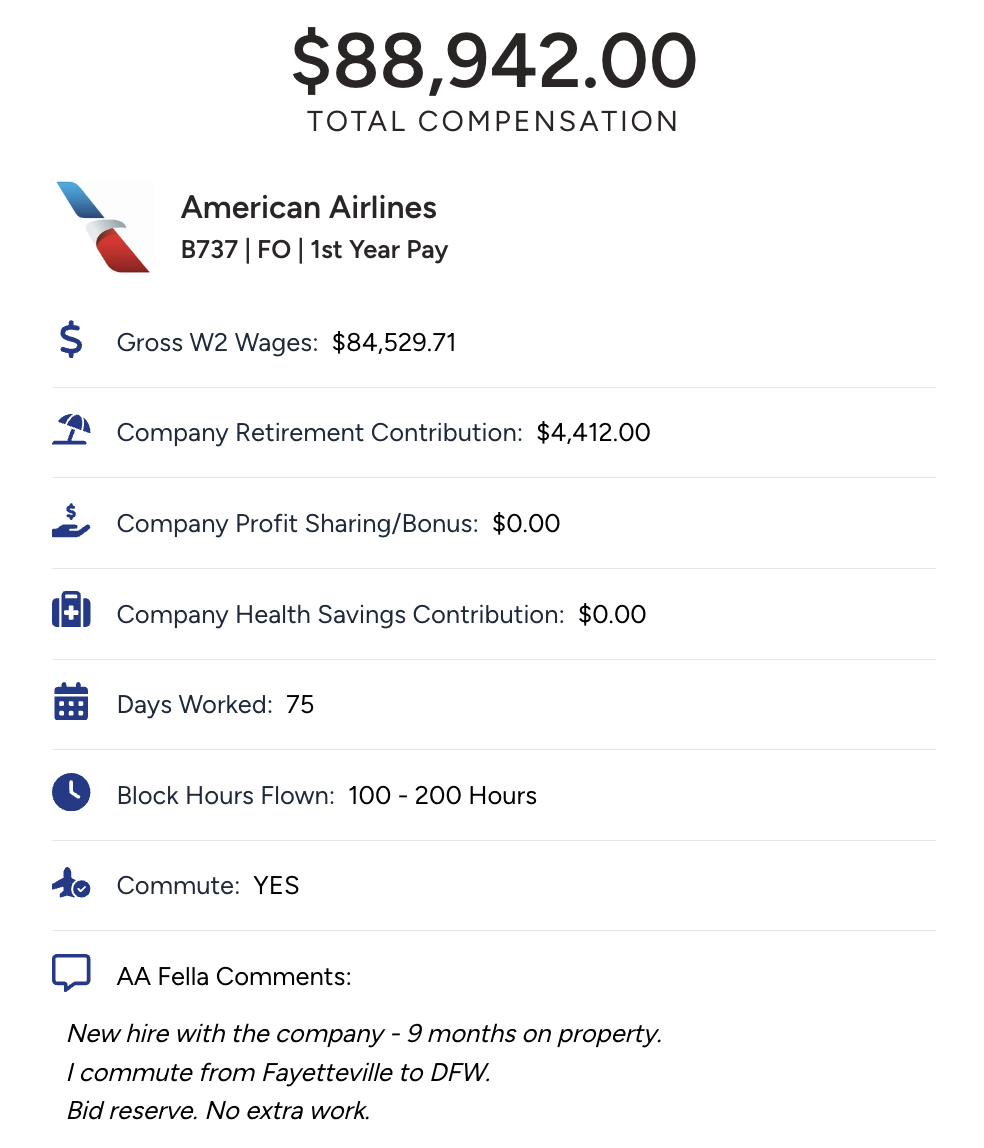 $88,942.00
TOTAL COMPENSATION
American Airlines
B737 | FO | 1st Year Pay
Gross W2 Wages: $84,529.71
Company Retirement Contribution: $4,412.00
Company Profit Sharing/Bonus: $0.00
Company Health Savings Contribution: $0.00
Days Worked: 75
Block Hours Flown: 100 - 200 Hours
Commute: YES
AA Fella Comments:
New hire with the company - 9 months on property.
I commute from Fayetteville to DFW.
Bid reserve. No extra work.